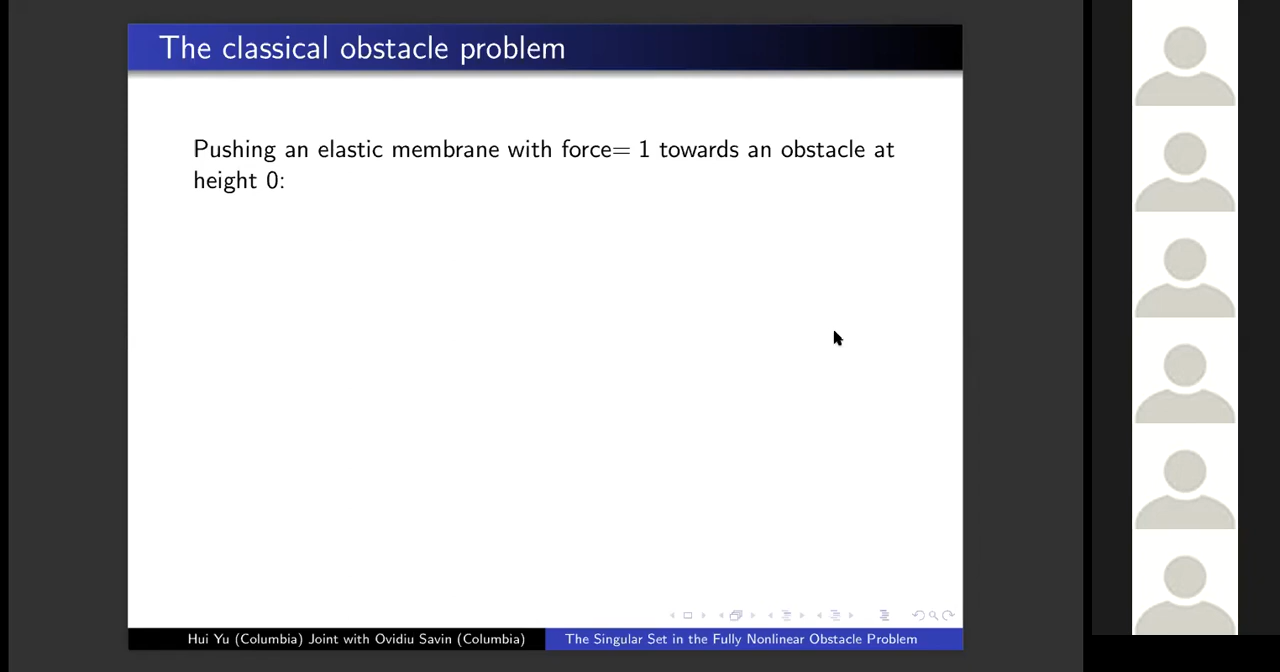 The classical obstacle problem
Pushing an elastic membrane with force= 1 towards an obstacle at
height 0:
Hui Yu (Columbia) Joint with Ovidiu Savin (Columbia)
The Singular Set in the Fully Nonlinear Obstacle Problem